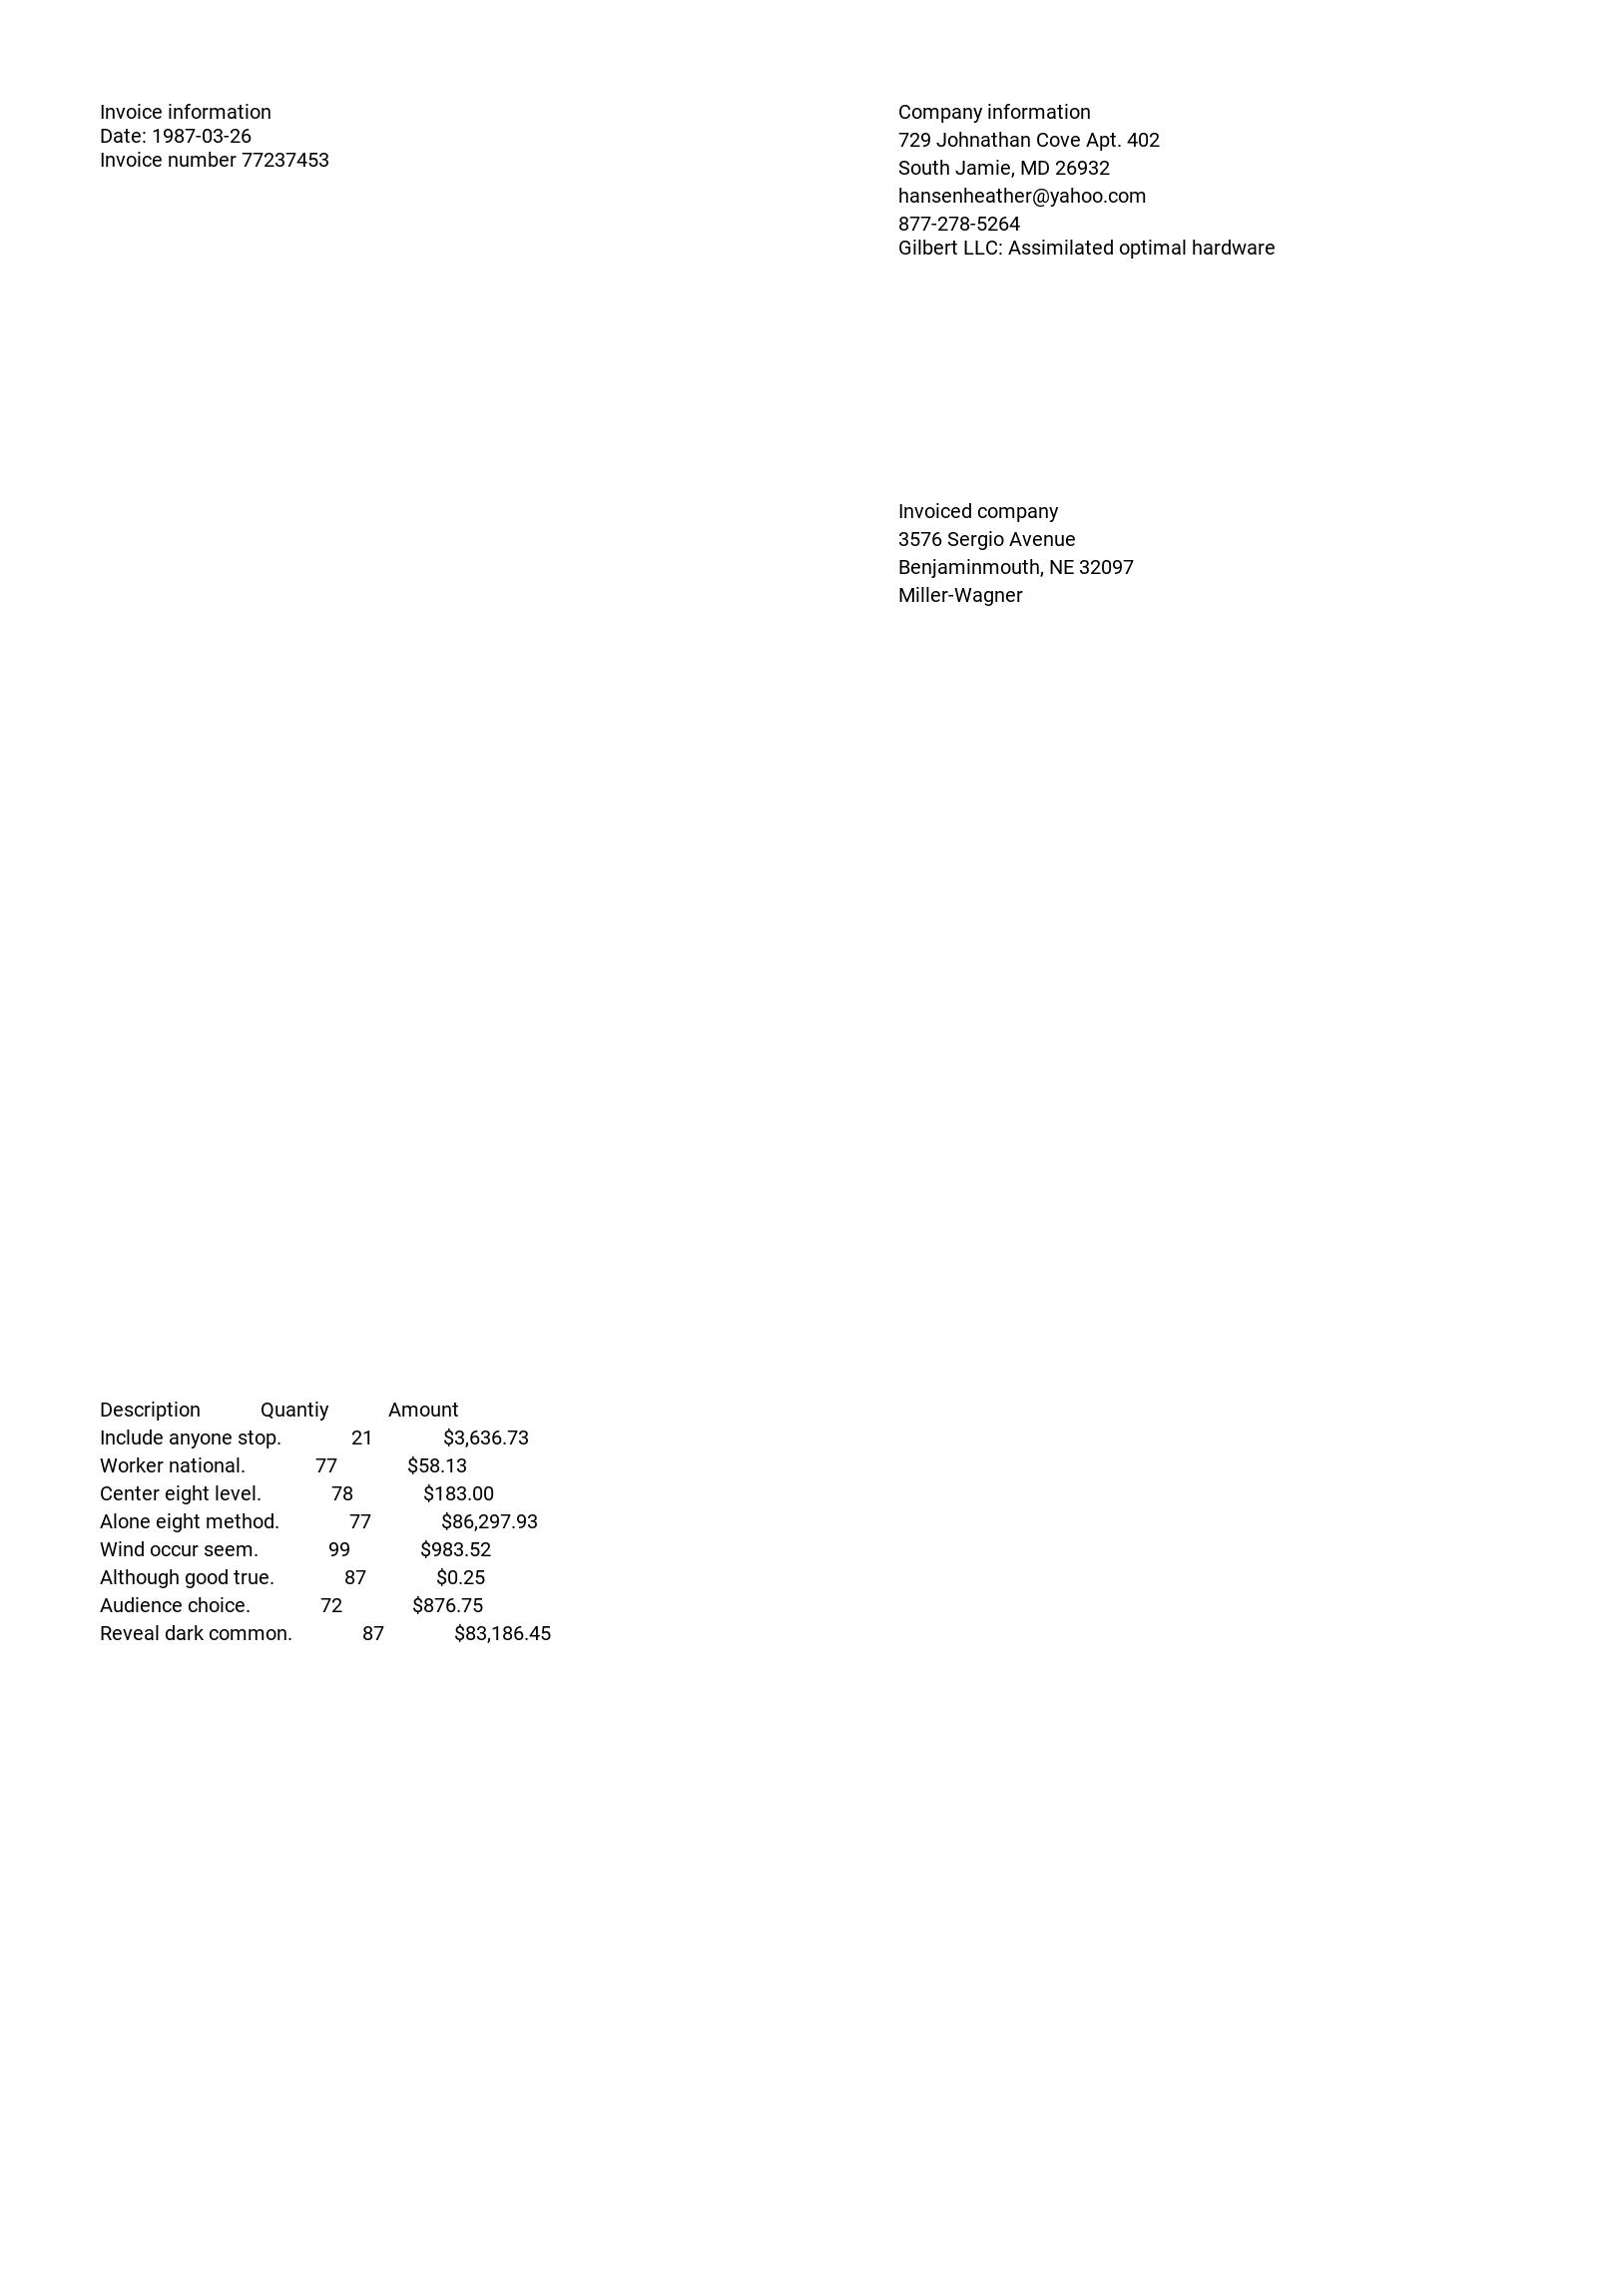 Invoice information
Date: 1987-03-26
Invoice number 77237453
Company information
729 Johnathan Cove Apt. 402
South Jamie, MD 26932
hansenheather@yahoo.com
877-278-5264
Gilbert LLC: Assimilated optimal hardware
Invoiced company
3576 Sergio Avenue
Benjaminmouth, NE 32097
Miller-Wagner
Description Quantiy Amount
Include anyone stop. 21 $3,636.73
Worker national. 77 $58.13
Center eight level. 78 $183.00
Alone eight method. 77 $86,297.93
Wind occur seem. 99 $983.52
Although good true. 87 $0.25
Audience choice. 72 $876.75
Reveal dark common. 87 $83,186.45